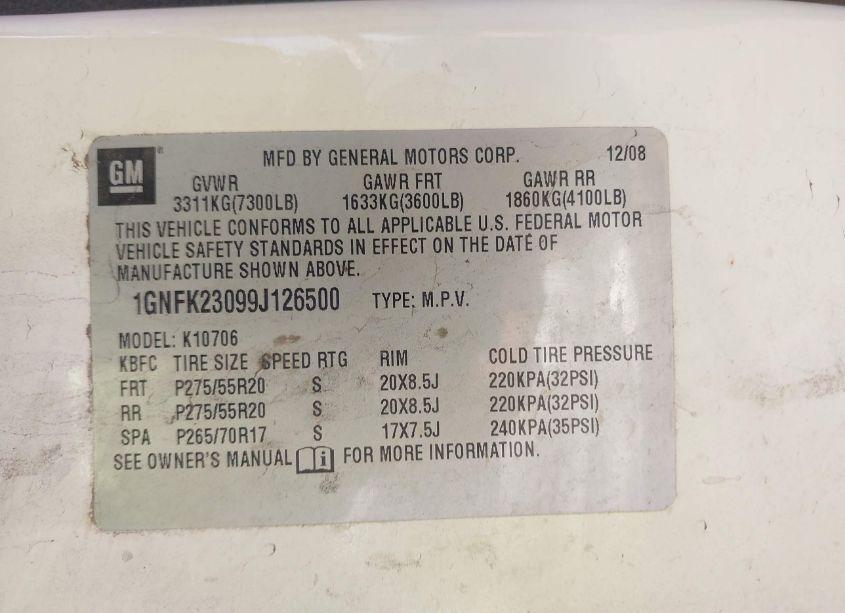 GM MFD BY GENERAL MOTORS CORP. 12/08
GVWR GAWR FRT GAWR RR
3311KG(7300LB) 1633KG(3600LB) 1860KG(4100LB)
THIS VEHICLE CONFORMS TO ALL APPLICABLE U.S. FEDERAL MOTOR
VEHICLE SAFETY STANDARDS IN EFFECT ON THE DATE OF
MANUFACTURE SHOWN ABOVE.
1GNFK23099J126500 TYPE: M.P.V.
MODEL: K10706
KBFC TIRE SIZE SPEED RTG RIM COLD TIRE PRESSURE
FRT P275/55R20 S 20X8.5J 220KPA(32PSI)
RR P275/55R20 S 20X8.5J 220KPA(32PSI)
SPA P265/70R17 S 17X7.5J 240KPA(35PSI)
SEE OWNER'S MANUAL i FOR MORE INFORMATION.